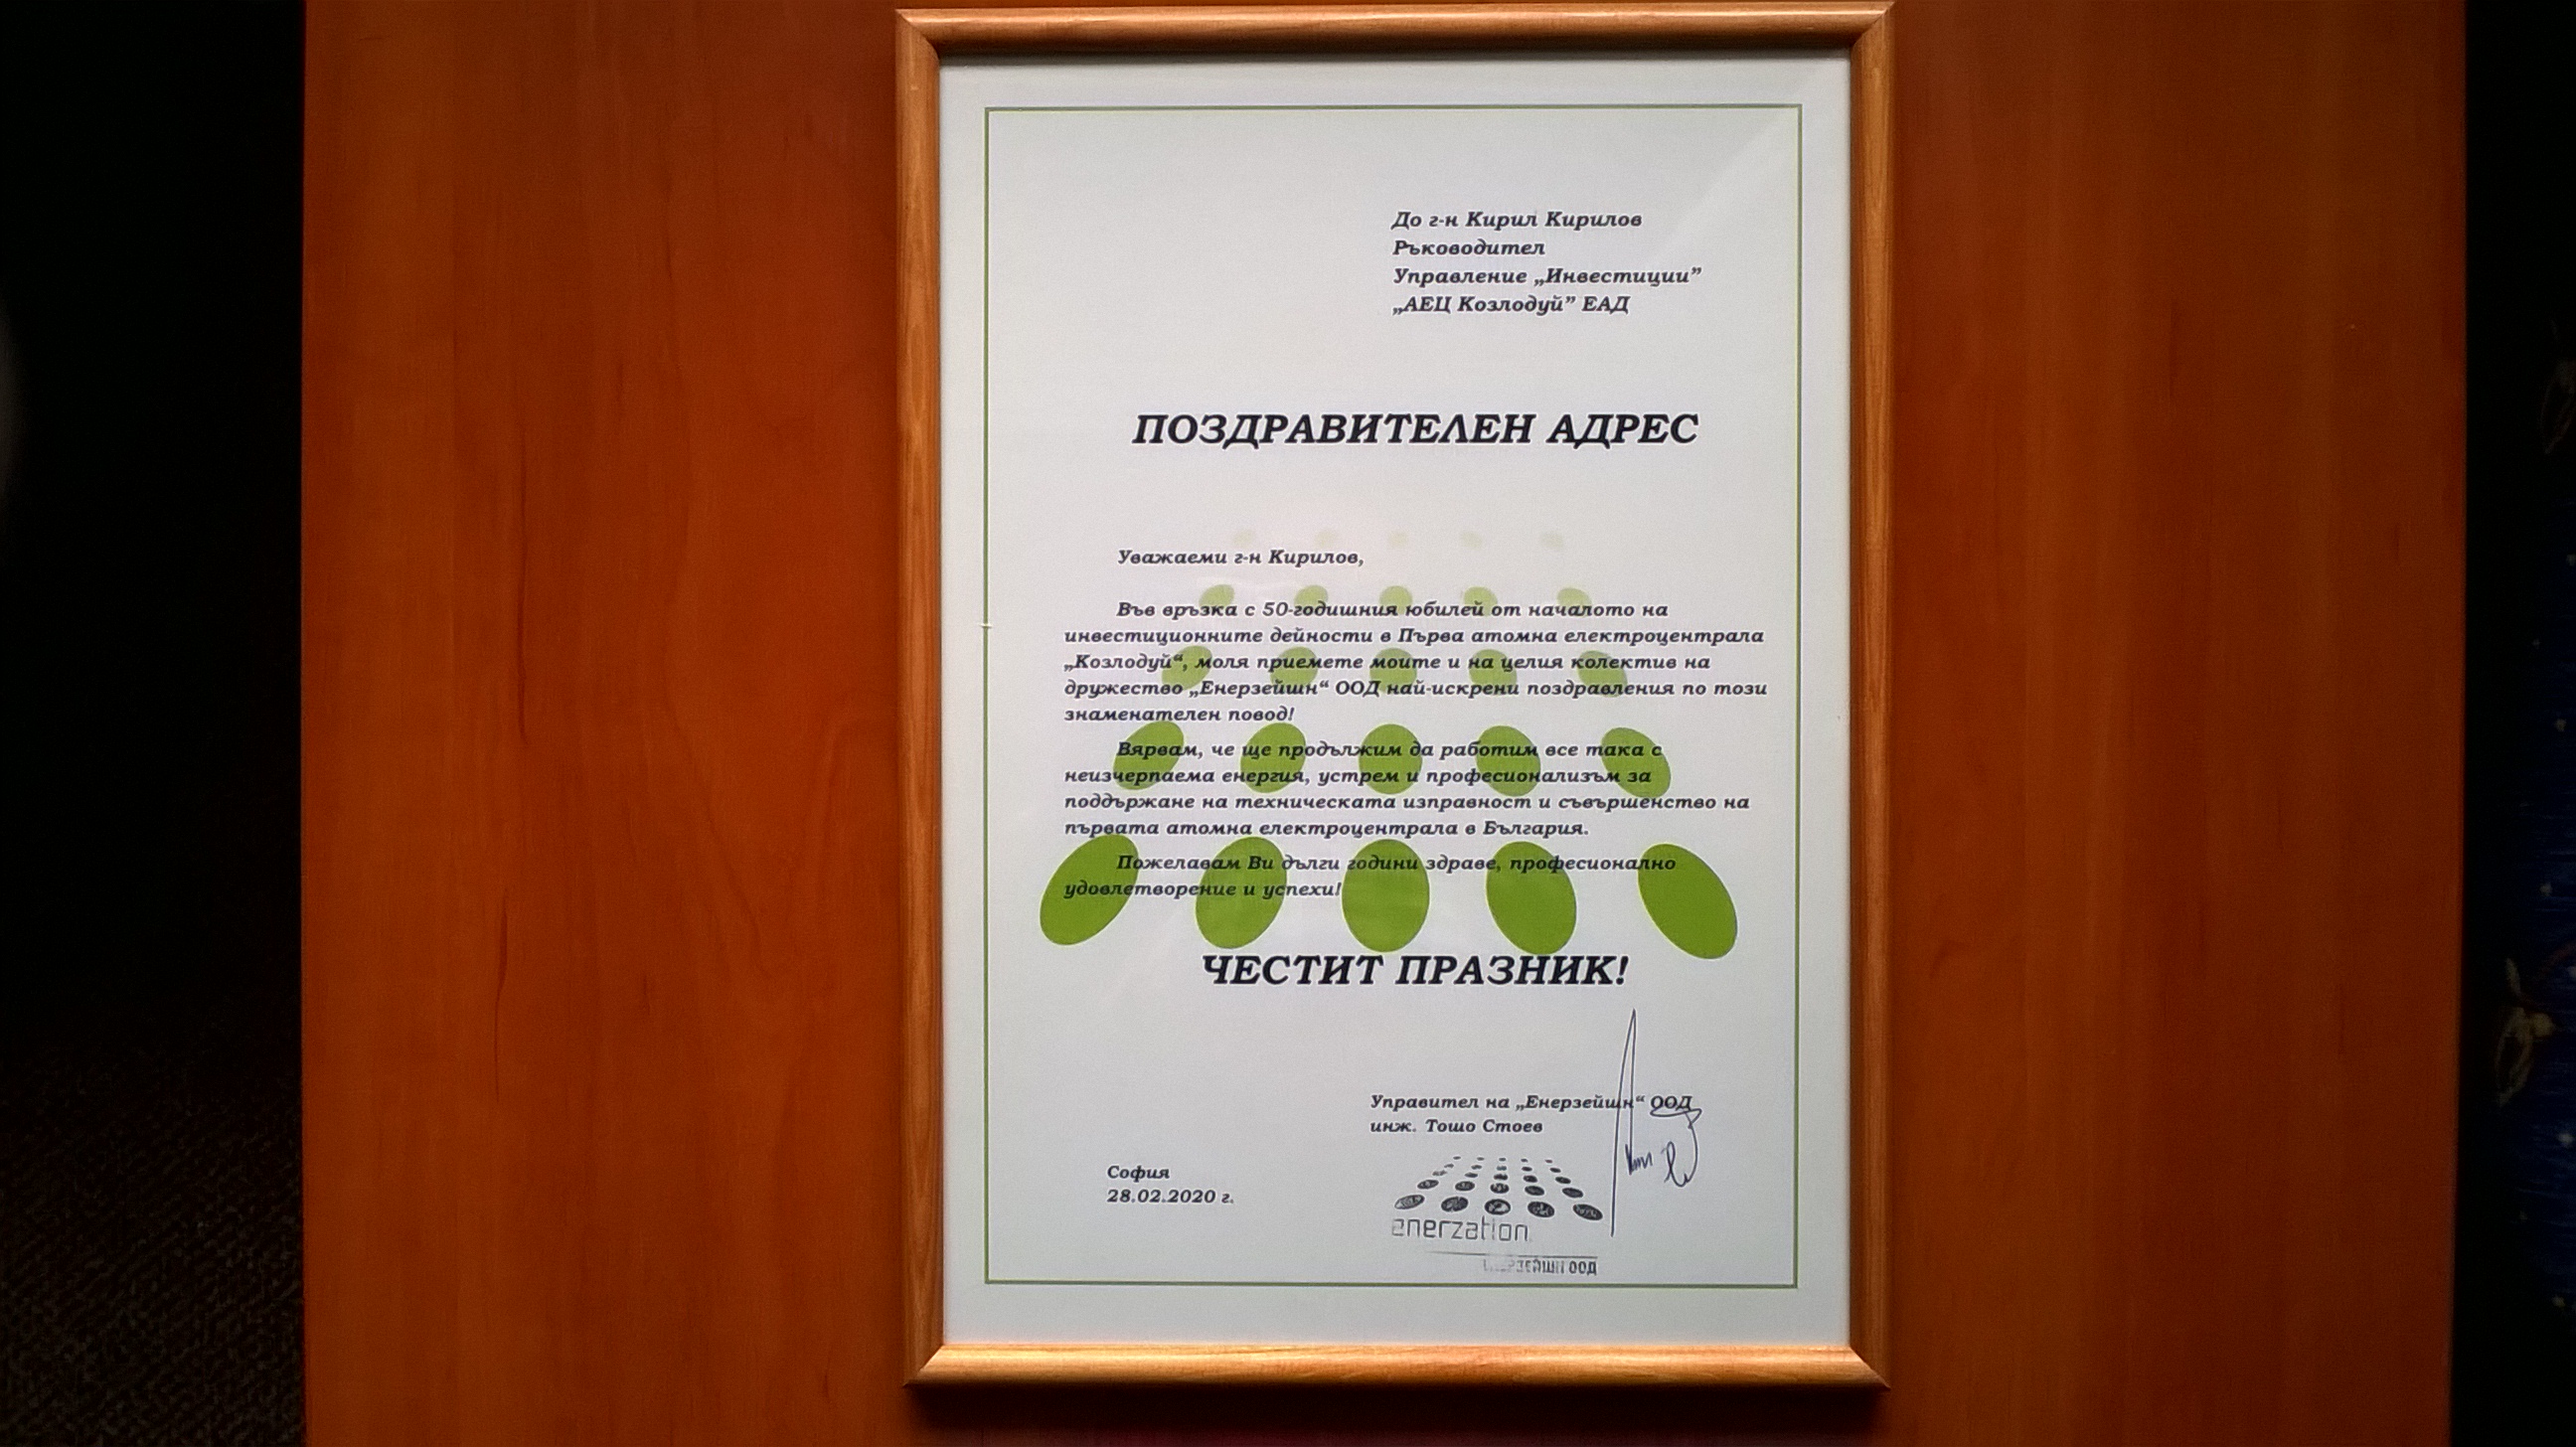 До г-н Кирил Кирилов
Ръководител
Управление „Инвестиции”
„АЕЦ Козлодуй” ЕАД
ПОЗДРАВИТЕЛЕН АДРЕС
Уважаеми г-н Кирилов,
Във връзка с 50-годишния юбилей от началото на
инвестиционните дейности в Първа атомна електроцентрала
„Козлодуй“, моля приемете моите и на целия колектив на
дружество „Енерзейшн“ ООД най-искрени поздравления по този
знаменателен повод!
Вярвам, че ще продължим да работим все така с
неизчерпаема енергия, устрем и професионализъм за
поддържане на техническата изправност и съвършенство на
първата атомна електроцентрала в България.
Пожелавам Ви дълги години здраве, професионално
удовлетворение и успехи!
ЧЕСТИТ ПРАЗНИК!
Управител на „Енерзейшн“ ООД
инж. Тошо Стоев
София
28.02.2020 г.
enerzation
ООД